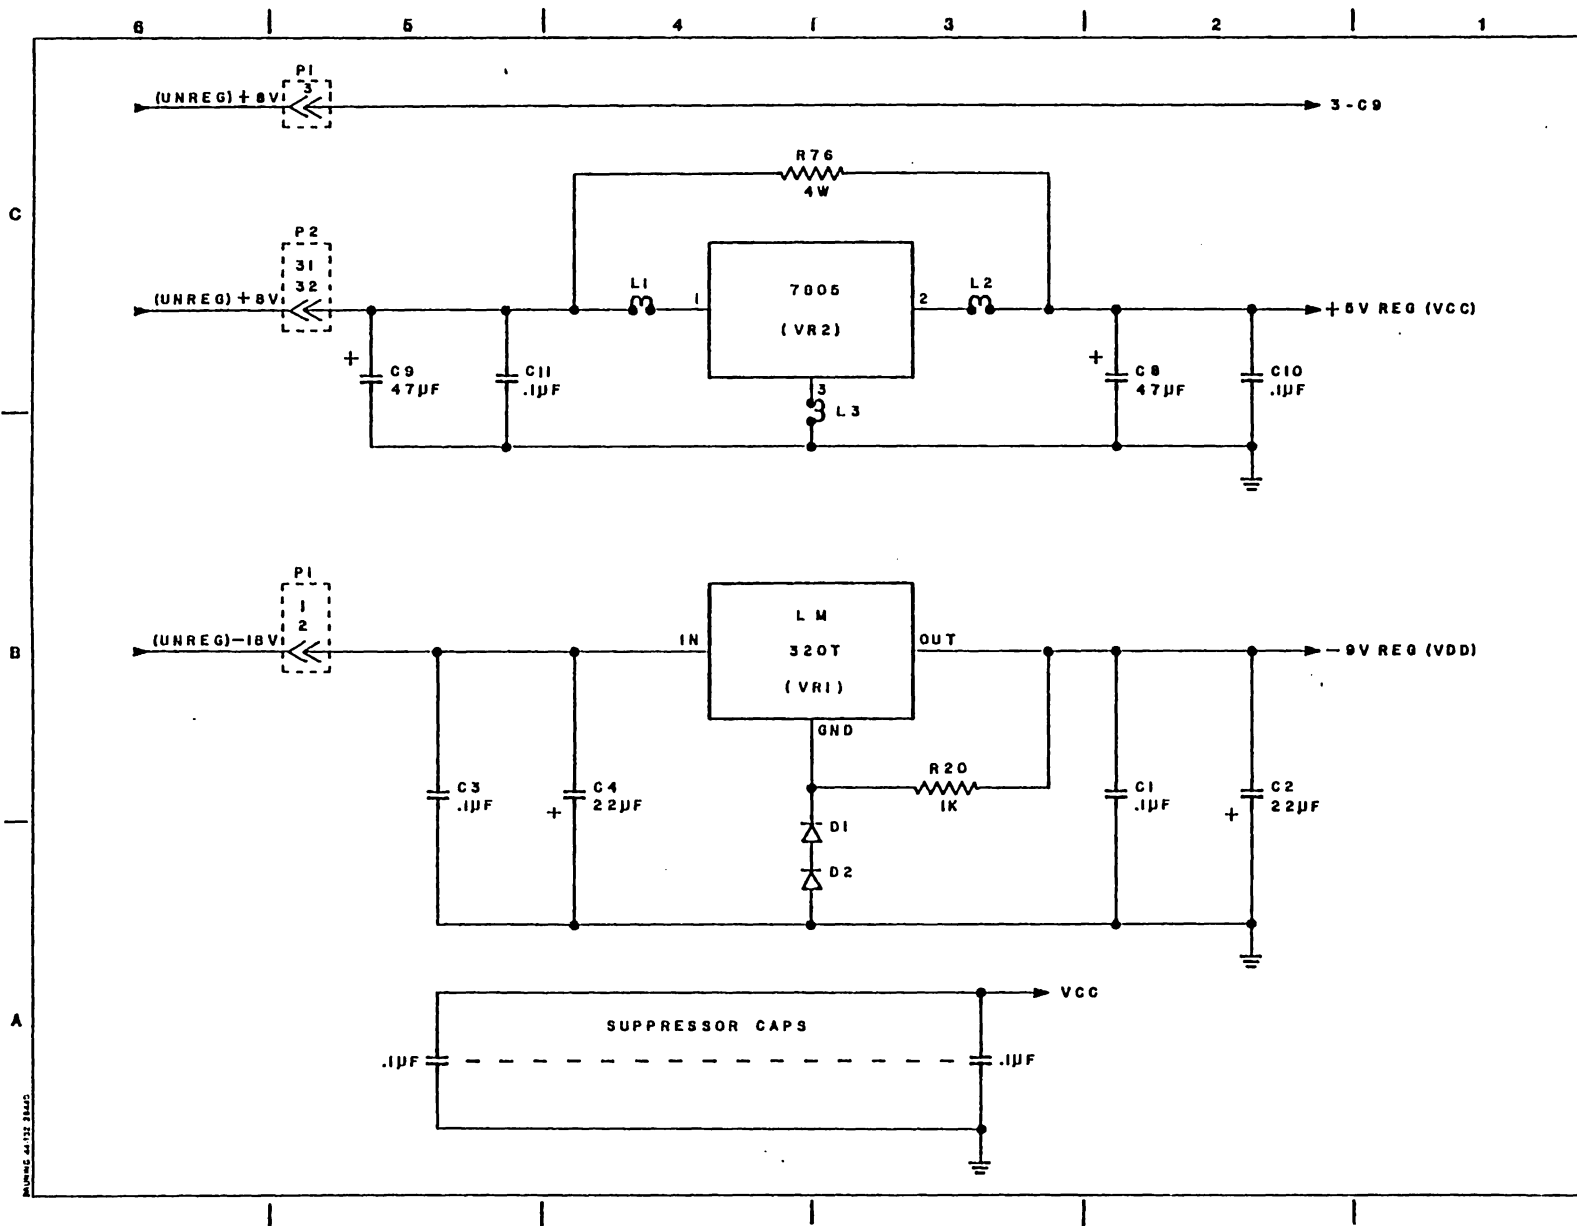 6 5 4 3 2 1
P1
3
(UNREG)+8V
3-C9
R76
4W
C
P2
31
32
(UNREG)+8V
L1
1
7805
(VR2)
2
L2
+5V REG (VCC)
+
C9
47µF
C11
.1µF
3
L3
+
C8
47µF
C10
.1µF
P1
1
2
(UNREG)-18V
B
IN
LM
320T
(VR1)
OUT
GND
-9V REG (VDD)
R20
1K
C3
.1µF
+
C4
22µF
C1
.1µF
+
C2
22µF
D1
D2
VCC
A
SUPPRESSOR CAPS
.1µF
.1µF